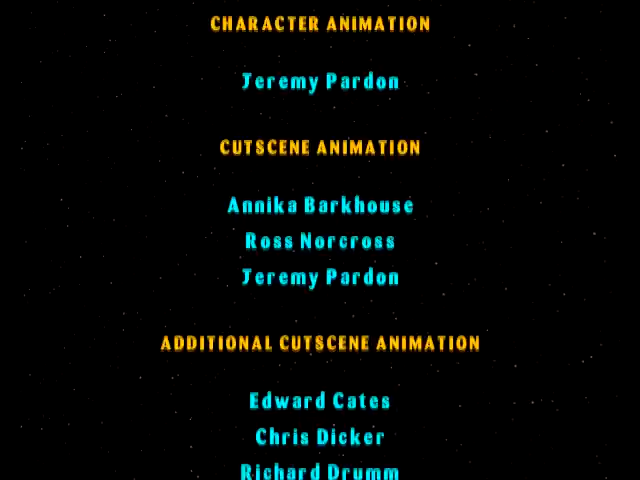 CHARACTER ANIMATION
Jeremy Pardon
CUTSCENE ANIMATION
Annika Barkhouse
Ross Norcross
Jeremy Pardon
ADDITIONAL CUTSCENE ANIMATION
Edward Cates
Chris Dicker
Richard Drumm